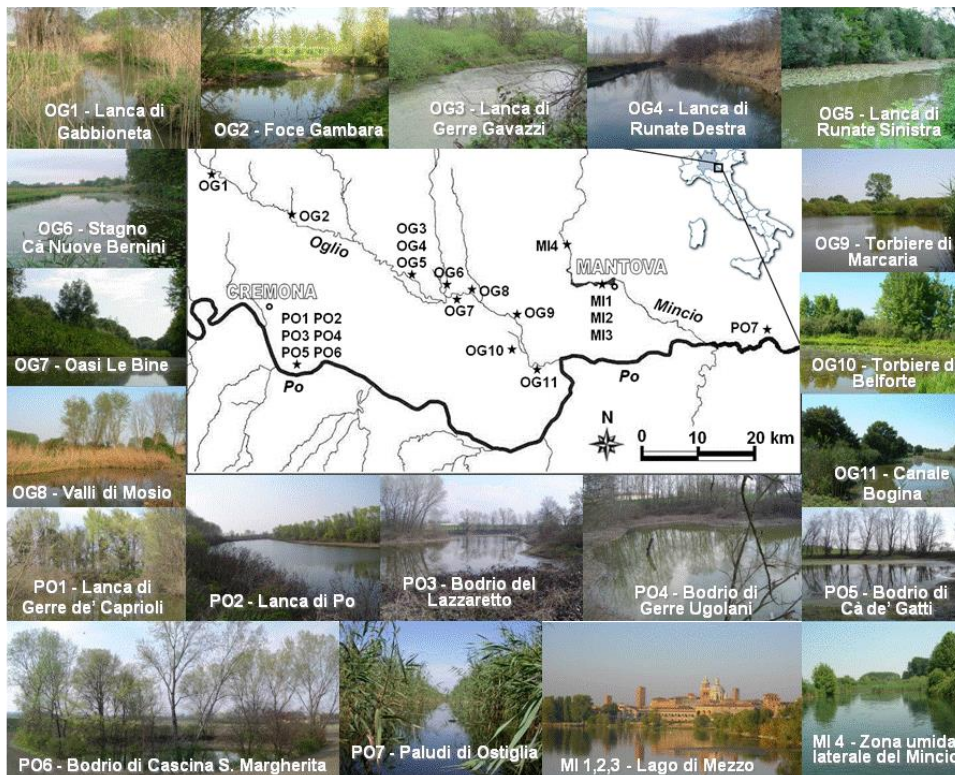 OG1 - Lanca di
Gabbioneta
OG2 - Foce Gambara
OG3 - Lanca di
Gerre Gavazzi
OG4 - Lanca di
Runate Destra
OG5 - Lanca di
Runate Sinistra
OG6 - Stagno
Cà Nuove Bernini
OG7 - Oasi Le Bine
OG8 - Valli di Mosio
OG1
OG2
Oglio
OG3
OG4
OG5
OG6
OG7
OG8
OG9
OG10
OG11
MI4
MANTOVA
MI1
MI2
MI3
Mincio
PO7
CREMONA
PO1 PO2
PO3 PO4
PO5 PO6
Po
Po
N
0 10 20 km
OG9 - Torbiere di
Marcaria
OG10 - Torbiere d
Belforte
OG11 - Canale
Bogina
PO1 - Lanca di
Gerre de' Caprioli
PO2 - Lanca di Po
PO3 - Bodrio del
Lazzaretto
PO4 - Bodrio di
Gerre Ugolani
PO5 - Bodrio di
Cà de' Gatti
PO6 - Bodrio di Cascina S. Margherita
PO7 - Paludi di Ostiglia
MI 1,2,3 - Lago di Mezzo
MI 4 - Zona umida
laterale del Mincio